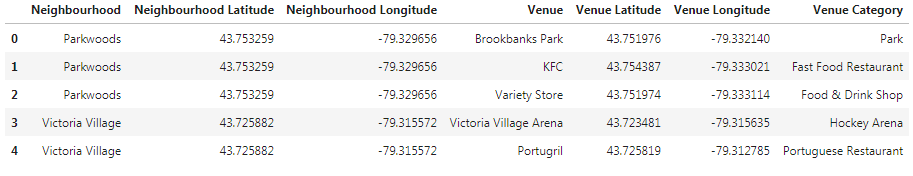 Neighbourhood Neighbourhood Latitude Neighbourhood Longitude Venue Venue Latitude Venue Longitude Venue Category
0 Parkwoods 43.753259 -79.329656 Brookbanks Park 43.751976 -79.332140 Park
1 Parkwoods 43.753259 -79.329656 KFC 43.754387 -79.333021 Fast Food Restaurant
2 Parkwoods 43.753259 -79.329656 Variety Store 43.751974 -79.333114 Food & Drink Shop
3 Victoria Village 43.725882 -79.315572 Victoria Village Arena 43.723481 -79.315635 Hockey Arena
4 Victoria Village 43.725882 -79.315572 Portugril 43.725819 -79.312785 Portuguese Restaurant